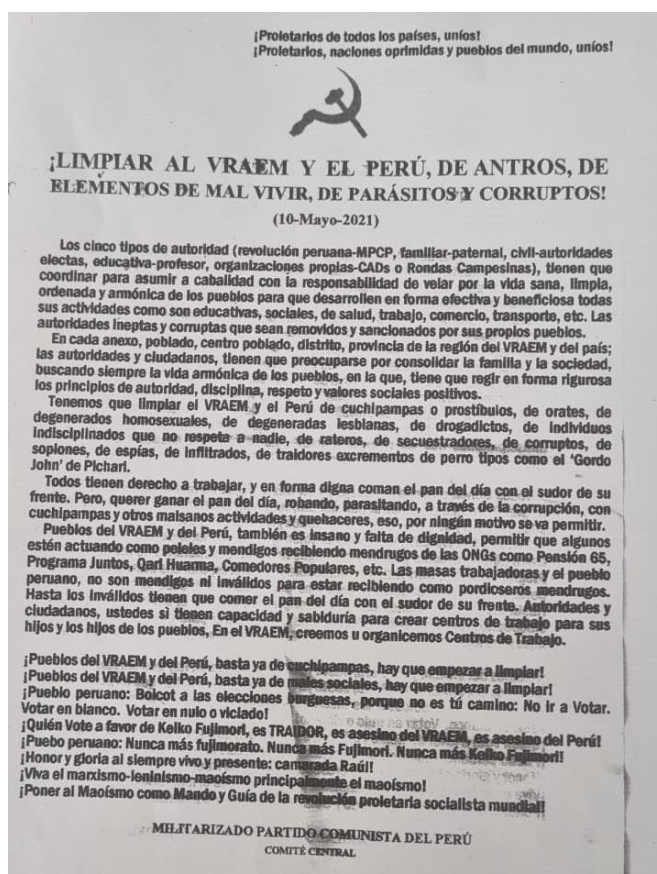 ¡Proletarios de todos los países, uníos!
¡Proletarios, naciones oprimidas y pueblos del mundo, uníos!
¡LIMPIAR AL VRAEM Y EL PERÚ, DE ANTROS, DE
ELEMENTOS DE MAL VIVIR, DE PARÁSITOS Y CORRUPTOS!
(10-Mayo-2021)
Los cinco tipos de autoridad (revolución peruana-MPCP, familiar-paternal, civil-autoridades
electas, educativa-profesor, organizaciones propias-CADs o Rondas Campesinas), tienen que
coordinar para asumir a cabalidad con la responsabilidad de velar por la vida sana, limpia,
ordenada y armónica de los pueblos para que desarrollen en forma efectiva y beneficiosa todas
sus actividades como son educativas, sociales, de salud, trabajo, comercio, transporte, etc. Las
autoridades ineptas y corruptas que sean removidos y sancionados por sus propios pueblos.
En cada anexo, poblado, centro poblado, distrito, provincia de la región del VRAEM y del país;
las autoridades y ciudadanos, tienen que preocuparse por consolidar la familia y la sociedad,
buscando siempre la vida armónica de los pueblos, en la que, tiene que regir en forma rigurosa
los principios de autoridad, disciplina, respeto y valores sociales positivos.
Tenemos que limpiar el VRAEM y el Perú de cuchipampas o prostíbulos, de orates, de
degenerados homosexuales, de degeneradas lesbianas, de drogadictos, de individuos
indisciplinados que no respeta a nadie, de rateros, de secuestradores, de corruptos, de
soplones, de espías, de infiltrados, de traidores excrementos de perro tipos como el 'Gordo
John' de Pichari.
Todos tienen derecho a trabajar, y en forma digna coman el pan del día con el sudor de su
frente. Pero, querer ganar el pan del día, robando, parasitando, a través de la corrupción, con
cuchipampas y otros malsanos actividades y quehaceres, eso, por ningún motivo se va permitir.
Pueblos del VRAEM y del Perú, también es insano y falta de dignidad, permitir que algunos
estén actuando como peleles y mendigos recibiendo mendrugos de las ONGs como Pensión 65,
Programa Juntos, Qari Huarma, Comedores Populares, etc. Las masas trabajadoras y el pueblo
peruano, no son mendigos ni inválidos para estar recibiendo como pordioseros mendrugos.
Hasta los inválidos tienen que comer el pan del día con el sudor de su frente. Autoridades y
ciudadanos, ustedes si tienen capacidad y sabiduría para crear centros de trabajo para sus
hijos y los hijos de los pueblos, En el VRAEM, creemos u organicemos Centros de Trabajo.
¡Pueblos del VRAEM y del Perú, basta ya de cuchipampas, hay que empezar a limpiar!
¡Pueblos del VRAEM y del Perú, basta ya de males sociales, hay que empezar a limpiar!
¡Pueblo peruano: Boicot a las elecciones burguesas, porque no es tú camino: No ir a Votar.
Votar en blanco. Votar en nulo o viciado!
¡Quién Vote a favor de Keiko Fujimori, es TRAIDOR, es asesino del VRAEM, es asesino del Perú!
¡Puebo peruano: Nunca más fujimorato. Nunca más Fujimori. Nunca más Keiko Fujimori!
¡Honor y gloria al siempre vivo y presente: camarada Raúl!
¡Viva el marxismo-leninismo-maoísmo principalmente el maoísmo!
¡Poner al Maoísmo como Mando y Guía de la revolución proletaria socialista mundial!
MILITARIZADO PARTIDO COMUNISTA DEL PERÚ
COMITÉ CENTRAL